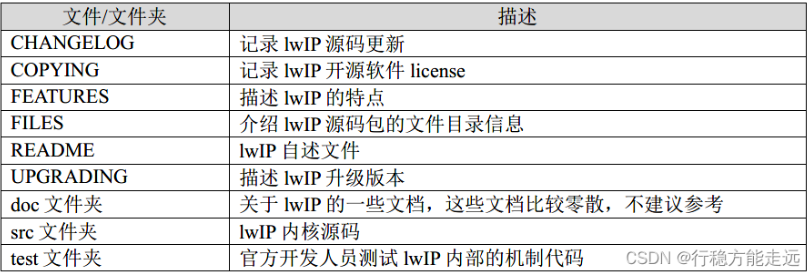 文件/文件夹 描述
CHANGELOG 记录 lwIP 源码更新
COPYING 记录 lwIP 开源软件 license
FEATURES 描述 lwIP 的特点
FILES 介绍 lwIP 源码包的文件目录信息
README lwIP 自述文件
UPGRADING 描述 lwIP 升级版本
doc 文件夹 关于 lwIP 的一些文档，这些文档比较零散，不建议参考
src 文件夹 lwIP 内核源码
test 文件夹 官方开发人员测试 lwIP 内部的机制代码
CSDN @行稳方能走远